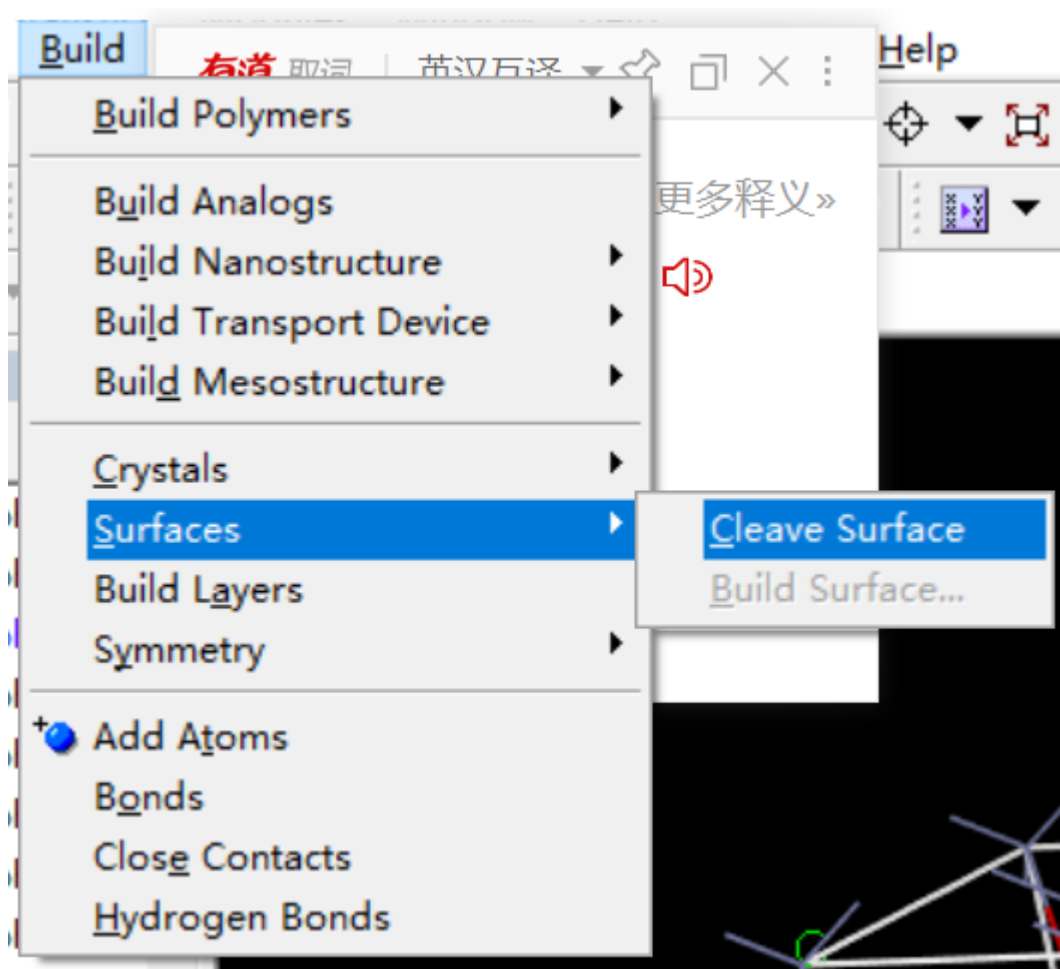 Build
有道 取词 英汉互译
Help
Build Polymers
Build Analogs
更多释义»
Build Nanostructure
Build Transport Device
Build Mesostructure
Crystals
Surfaces
Cleave Surface
Build Layers
Build Surface...
Symmetry
Add Atoms
Bonds
Close Contacts
Hydrogen Bonds